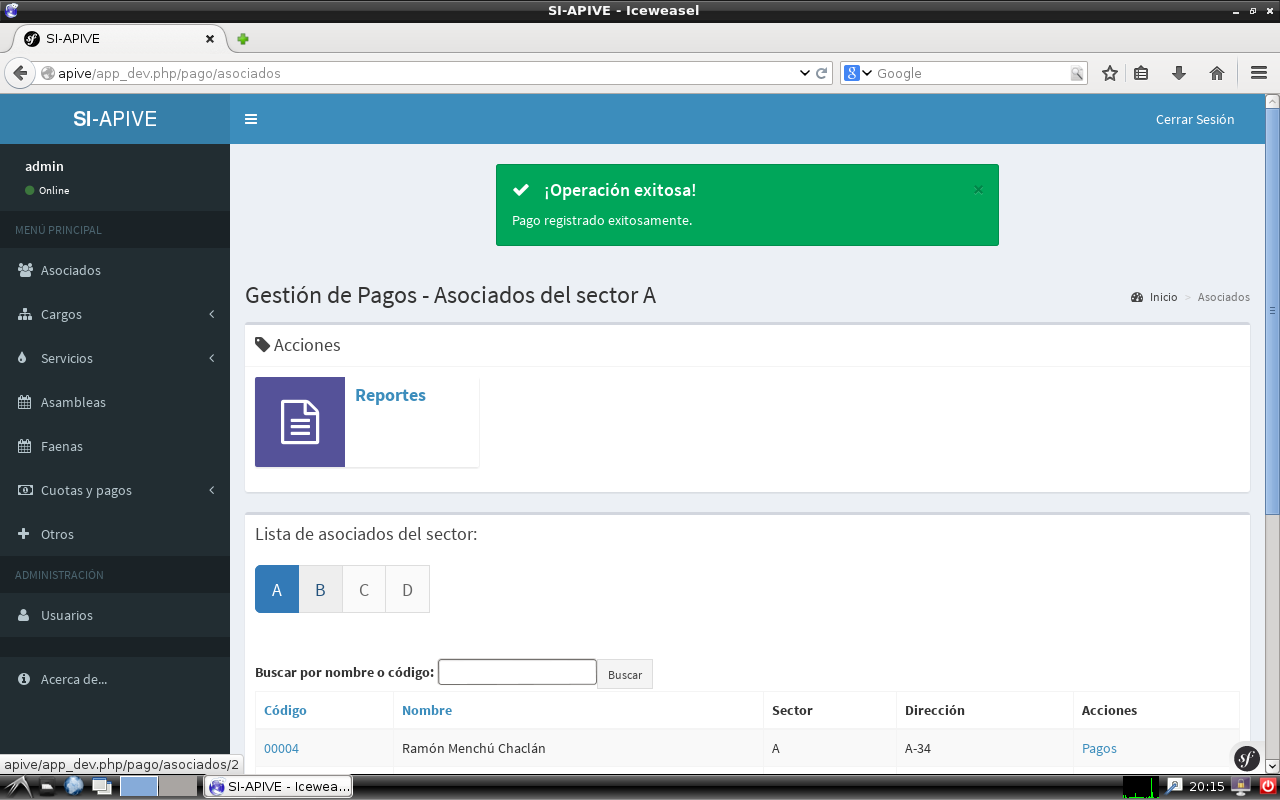 SI-APIVE - Iceweasel
SI-APIVE
apive/app_dev.php/pago/asociados
Google
SI-APIVE
Cerrar Sesión
admin
Online
MENÚ PRINCIPAL
Asociados
Cargos
Servicios
Asambleas
Faenas
Cuotas y pagos
Otros
ADMINISTRACIÓN
Usuarios
Acerca de...
¡Operación exitosa!
×
Pago registrado exitosamente.
Gestión de Pagos - Asociados del sector A
Inicio > Asociados
Acciones
Reportes
Lista de asociados del sector:
A B C D
Buscar por nombre o código: Buscar
Código Nombre Sector Dirección Acciones
00004 Ramón Menchú Chaclán A A-34 Pagos
apive/app_dev.php/pago/asociados/2
SI-APIVE - Icewea...
20:15